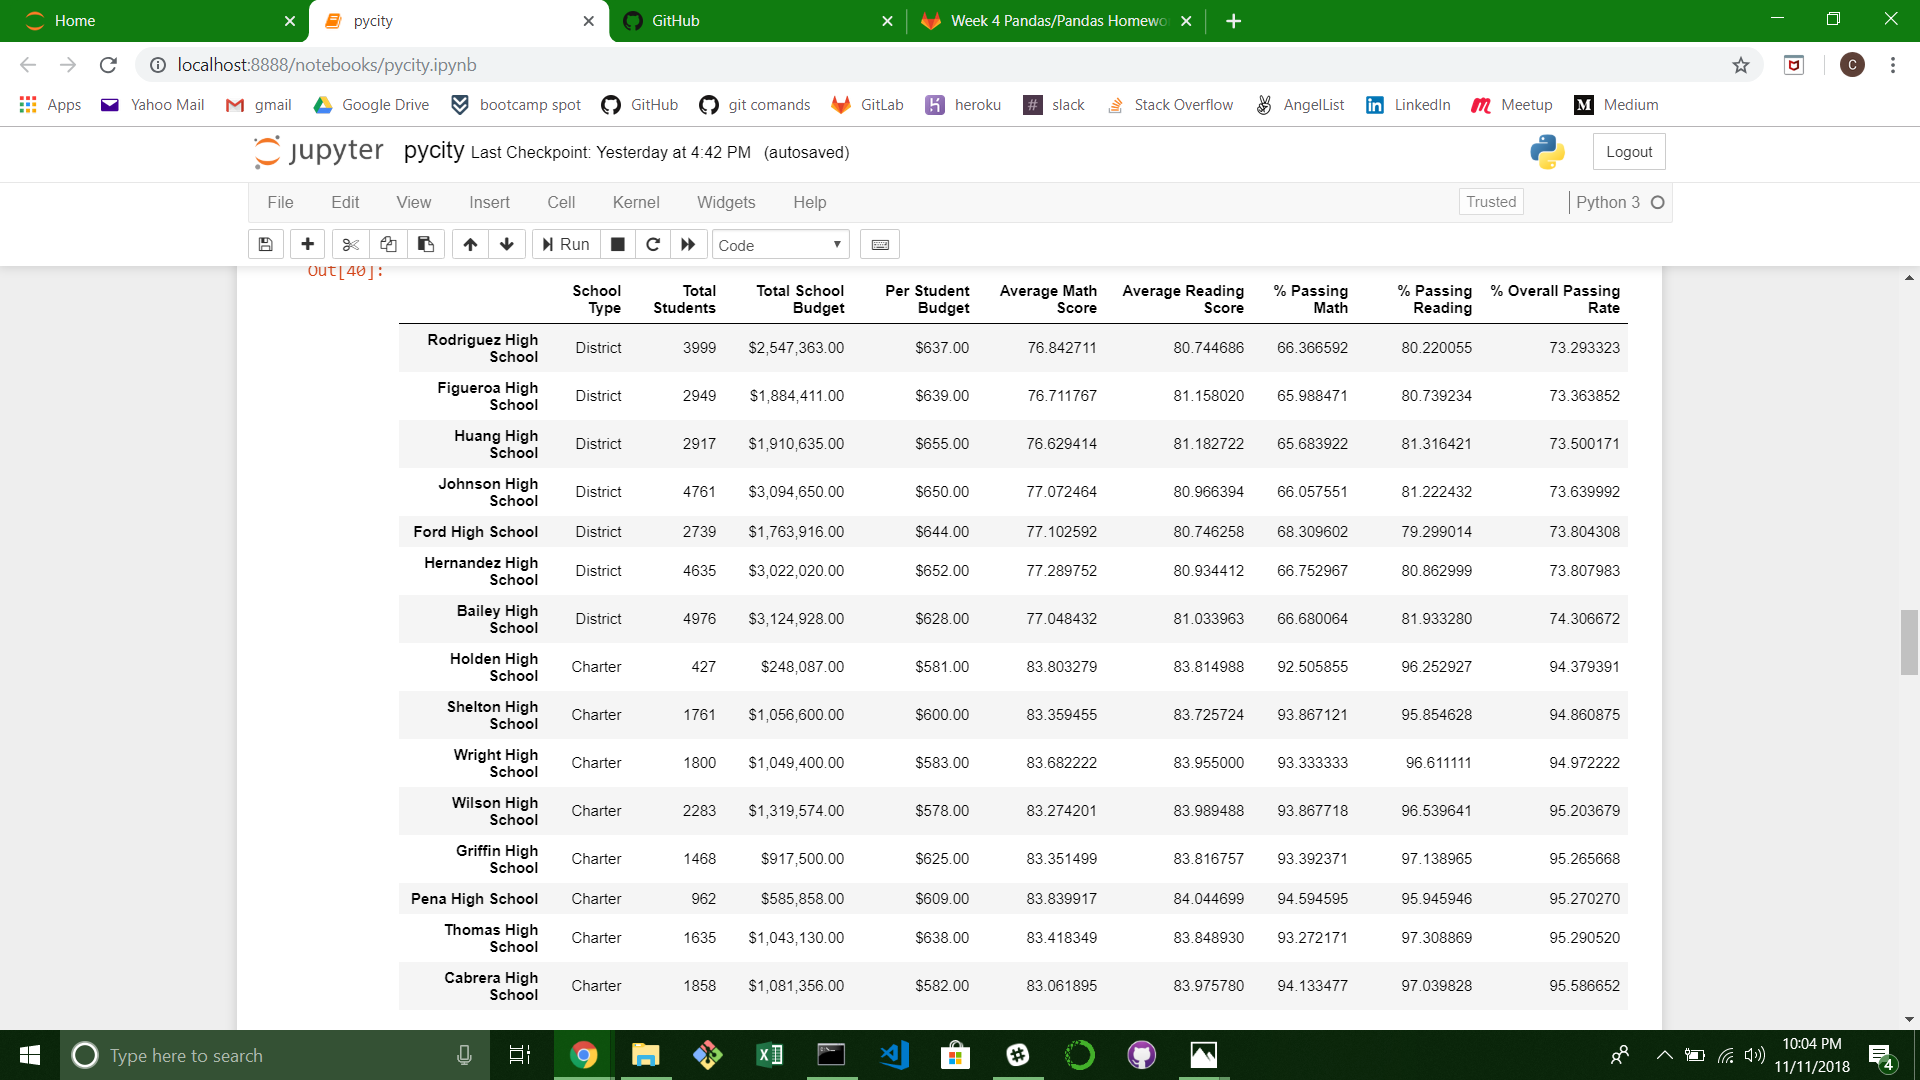 Home
pycity
GitHub
Week 4 Pandas/Pandas Homewo
localhost:8888/notebooks/pycity.ipynb
C
Apps Yahoo Mail gmail Google Drive bootcamp spot GitHub git comands GitLab heroku slack Stack Overflow AngelList LinkedIn Meetup Medium
jupyter pycity Last Checkpoint: Yesterday at 4:42 PM (autosaved)
Logout
File Edit View Insert Cell Kernel Widgets Help Trusted Python 3
Run Code
Out[40]:
School Type Total Students Total School Budget Per Student Budget Average Math Score Average Reading Score % Passing Math % Passing Reading % Overall Passing Rate
Rodriguez High School District 3999 $2,547,363.00 $637.00 76.842711 80.744686 66.366592 80.220055 73.293323
Figueroa High School District 2949 $1,884,411.00 $639.00 76.711767 81.158020 65.988471 80.739234 73.363852
Huang High School District 2917 $1,910,635.00 $655.00 76.629414 81.182722 65.683922 81.316421 73.500171
Johnson High School District 4761 $3,094,650.00 $650.00 77.072464 80.966394 66.057551 81.222432 73.639992
Ford High School District 2739 $1,763,916.00 $644.00 77.102592 80.746258 68.309602 79.299014 73.804308
Hernandez High School District 4635 $3,022,020.00 $652.00 77.289752 80.934412 66.752967 80.862999 73.807983
Bailey High School District 4976 $3,124,928.00 $628.00 77.048432 81.033963 66.680064 81.933280 74.306672
Holden High School Charter 427 $248,087.00 $581.00 83.803279 83.814988 92.505855 96.252927 94.379391
Shelton High School Charter 1761 $1,056,600.00 $600.00 83.359455 83.725724 93.867121 95.854628 94.860875
Wright High School Charter 1800 $1,049,400.00 $583.00 83.682222 83.955000 93.333333 96.611111 94.972222
Wilson High School Charter 2283 $1,319,574.00 $578.00 83.274201 83.989488 93.867718 96.539641 95.203679
Griffin High School Charter 1468 $917,500.00 $625.00 83.351499 83.816757 93.392371 97.138965 95.265668
Pena High School Charter 962 $585,858.00 $609.00 83.839917 84.044699 94.594595 95.945946 95.270270
Thomas High School Charter 1635 $1,043,130.00 $638.00 83.418349 83.848930 93.272171 97.308869 95.290520
Cabrera High School Charter 1858 $1,081,356.00 $582.00 83.061895 83.975780 94.133477 97.039828 95.586652
Type here to search
10:04 PM
11/11/2018
4